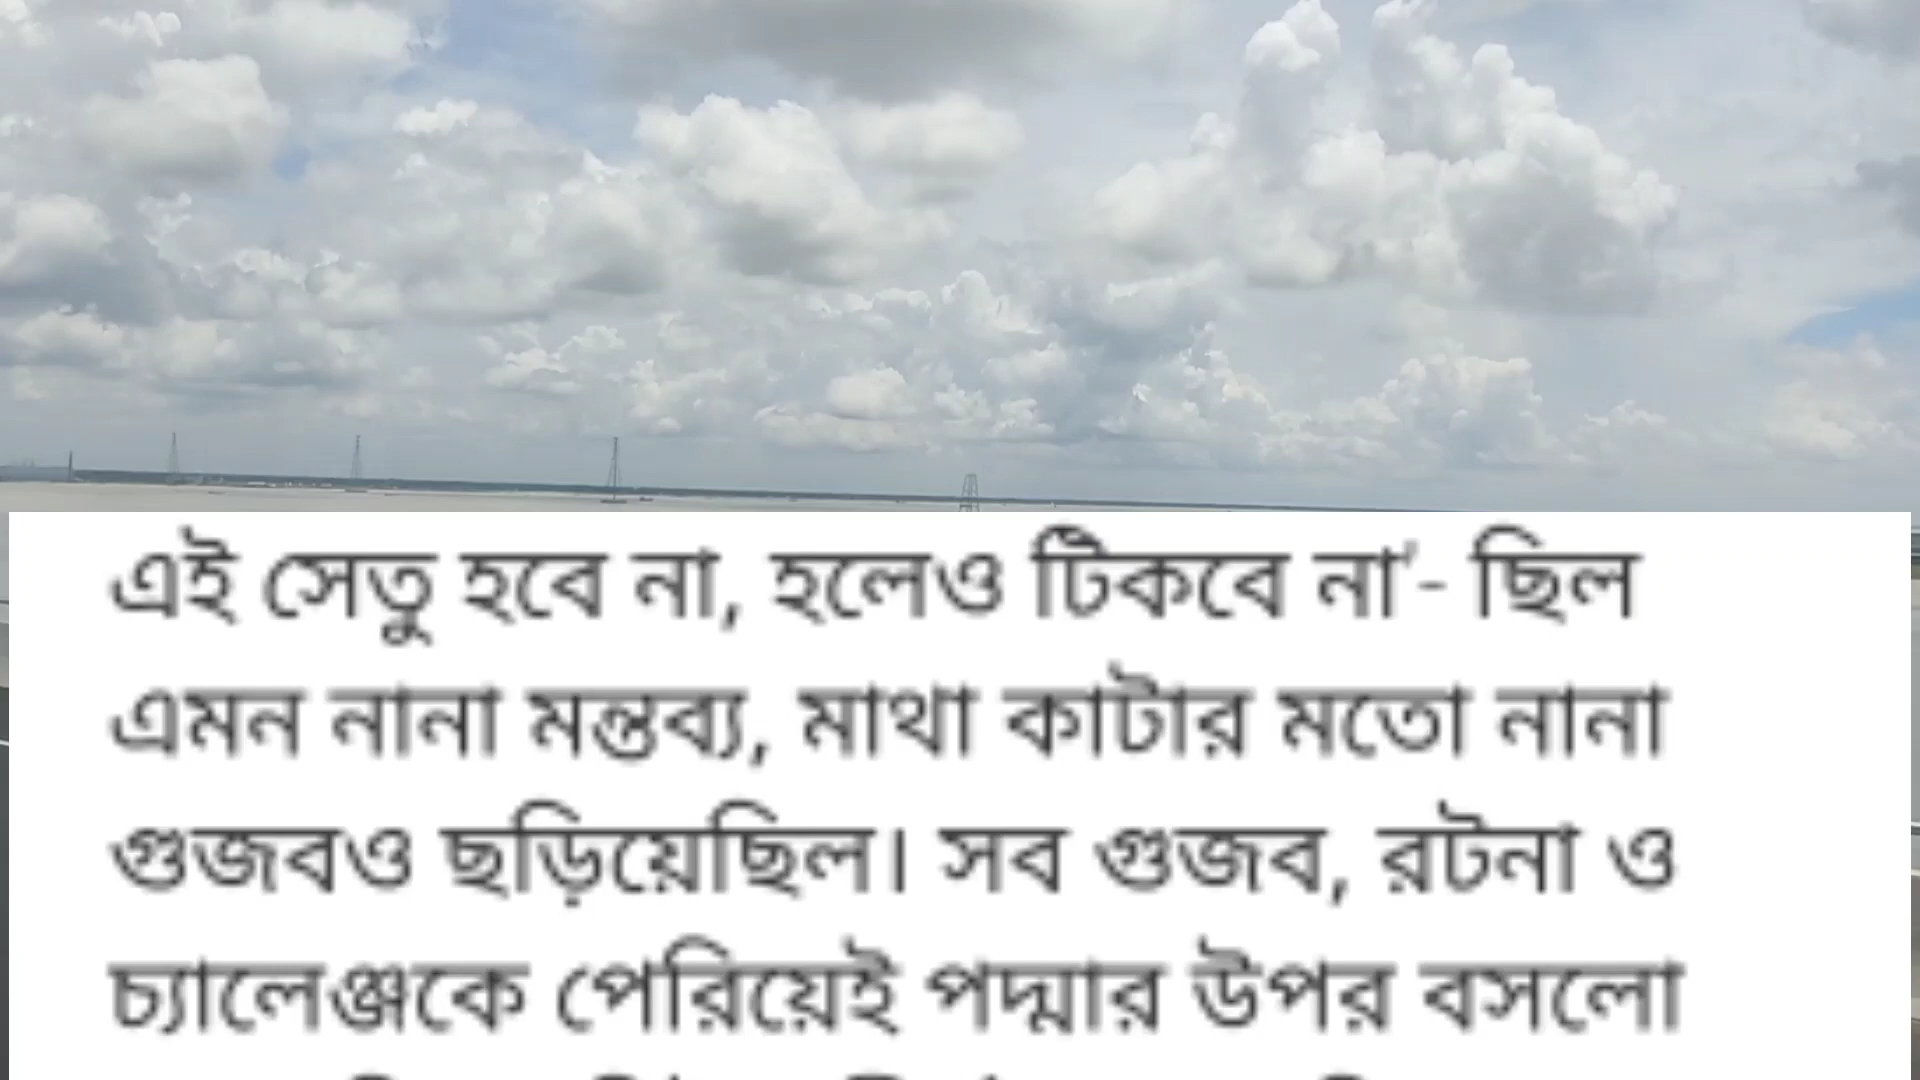 এই সেতু হবে না, হলেও টিকবে না'- ছিল
এমন নানা মন্তব্য, মাথা কাটার মতো নানা
গুজবও ছড়িয়েছিল। সব গুজব, রটনা ও
চ্যালেঞ্জকে পেরিয়েই পদ্মার উপর বসলো